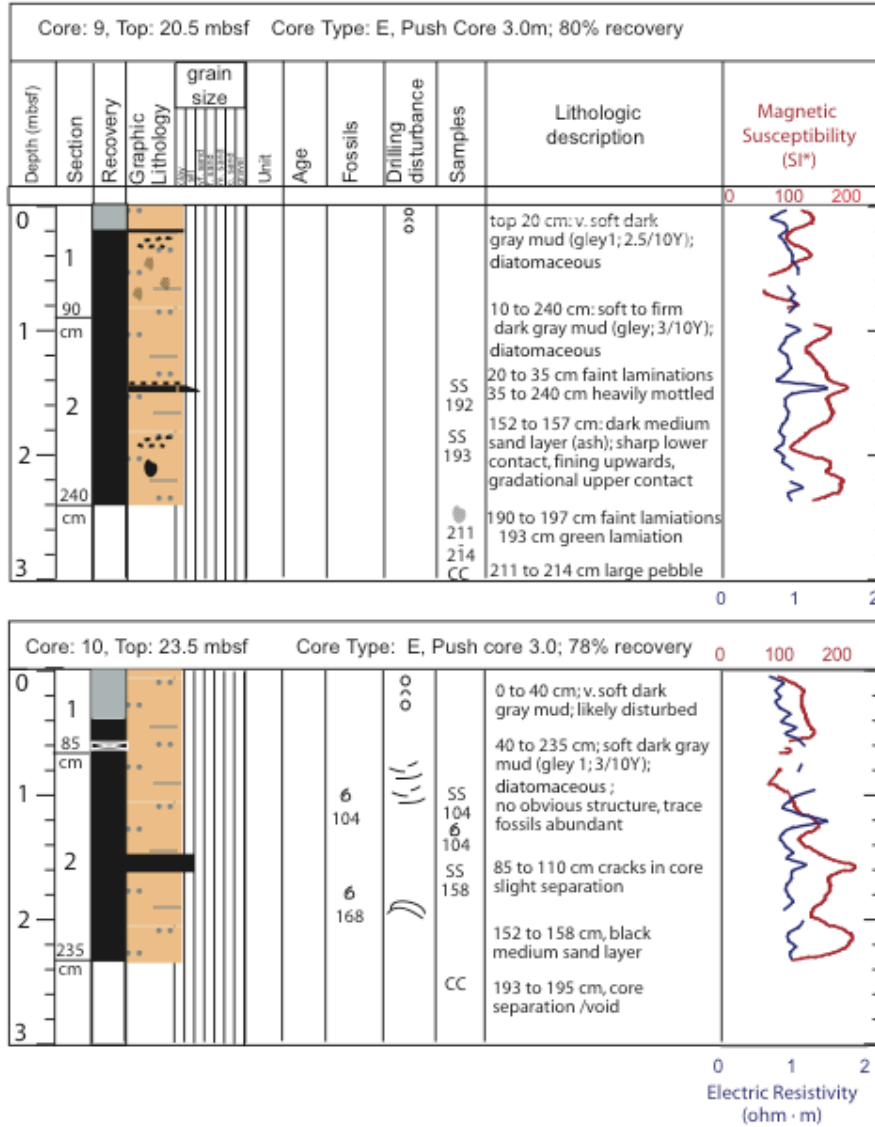 Core: 9, Top: 20.5 mbsf Core Type: E, Push Core 3.0m; 80% recovery
Depth (mbsf)
Section
Recovery
Graphic
Lithology
grain
size
clay
silt
vf. sand
f. sand
m. sand
c. sand
gravel
Unit
Age
Fossils
Drilling
disturbance
Samples
Lithologic
description
Magnetic
Susceptibility
(SI*)
0 100 200
0
1
90
cm
1
2
2
240
cm
3
SS
192
SS
193
211
-
214
CC
top 20 cm: v. soft dark
gray mud (gley1; 2.5/10Y);
diatomaceous
10 to 240 cm: soft to firm
dark gray mud (gley; 3/10Y);
diatomaceous
20 to 35 cm faint laminations
35 to 240 cm heavily mottled
152 to 157 cm: dark medium
sand layer (ash); sharp lower
contact, fining upwards,
gradational upper contact
190 to 197 cm faint lamiations
193 cm green lamiation
211 to 214 cm large pebble
0 1 2
Core: 10, Top: 23.5 mbsf Core Type: E, Push core 3.0; 78% recovery
0 100 200
0
1
85
cm
1
2
2
235
cm
3
104
168
SS
104
104
SS
158
CC
0 to 40 cm; v. soft dark
gray mud; likely disturbed
40 to 235 cm; soft dark gray
mud (gley 1; 3/10Y);
diatomaceous ;
no obvious structure, trace
fossils abundant
85 to 110 cm cracks in core
slight separation
152 to 158 cm, black
medium sand layer
193 to 195 cm, core
separation /void
0 1 2
Electric Resistivity
(ohm · m)